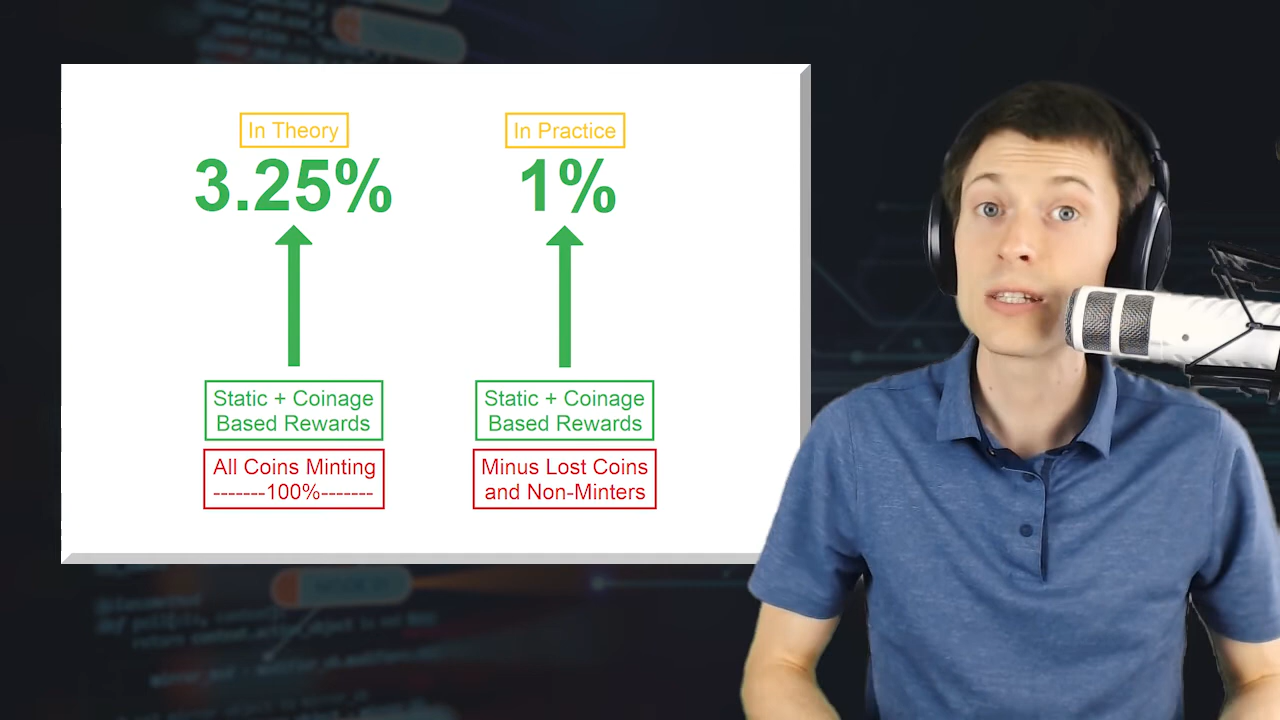 In Theory
3.25%
Static + Coinage
Based Rewards
All Coins Minting
-------100%-------
In Practice
1%
Static + Coinage
Based Rewards
Minus Lost Coins
and Non-Minters